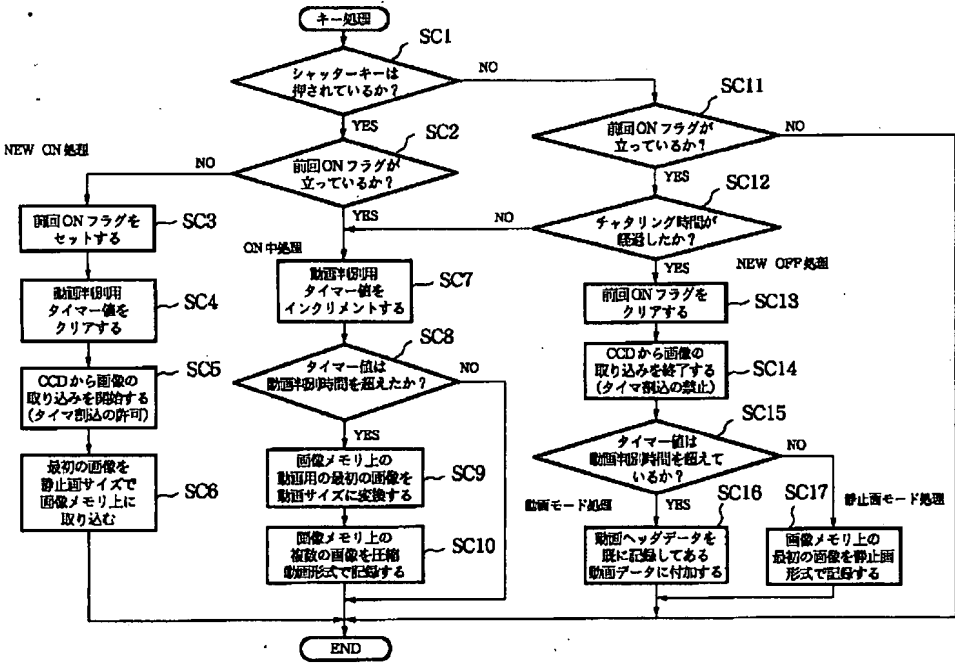 キー処理
SC1
シャッターキーは
押されているか？
NO
YES
SC11
前回ONフラグが
立っているか？
NO
YES
SC2
前回ONフラグが
立っているか？
NO
YES
NEW ON処理
SC3
前回ONフラグを
セットする
SC4
動画判別用
タイマー値を
クリアする
SC5
CCDから画像の
取り込みを開始する
(タイマ割込の許可)
SC6
最初の画像を
静止画サイズで
画像メモリ上に
取り込む
ON中処理
SC7
動画判別用
タイマー値を
インクリメントする
SC8
タイマー値は
動画判別時間を超えたか？
NO
YES
SC9
画像メモリ上の
動画用の最初の画像を
動画サイズに変換する
SC10
画像メモリ上の
複数の画像を圧縮
動画形式で記録する
SC12
チャタリング時間が
経過したか？
NO
YES
NEW OFF処理
SC13
前回ONフラグを
クリアする
SC14
CCDから画像の
取り込みを終了する
(タイマ割込の禁止)
SC15
タイマー値は
動画判別時間を超えて
いるか？
NO
YES
動画モード処理
SC16
動画ヘッダデータを
既に記録してある
動画データに付加する
静止画モード処理
SC17
画像メモリ上の
最初の画像を静止画
形式で記録する
END